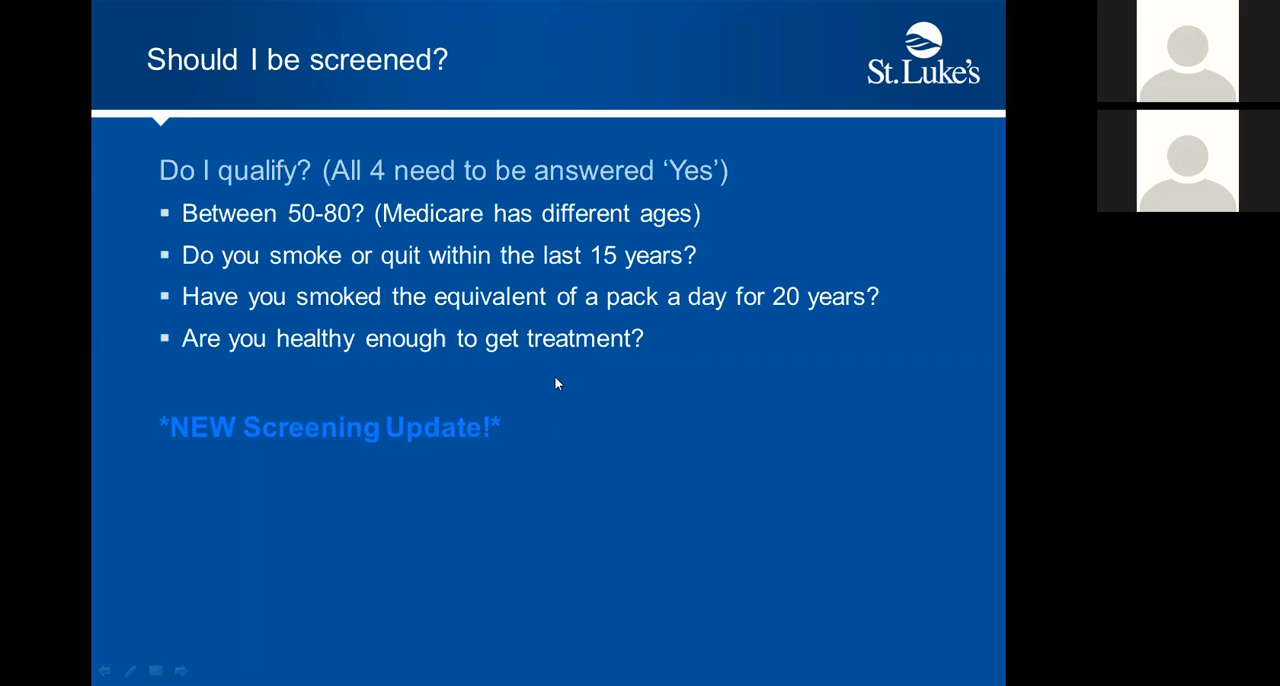 Should I be screened?
St. Luke's
Do I qualify? (All 4 need to be answered ‘Yes’)
▪ Between 50-80? (Medicare has different ages)
▪ Do you smoke or quit within the last 15 years?
▪ Have you smoked the equivalent of a pack a day for 20 years?
▪ Are you healthy enough to get treatment?
*NEW Screening Update!*